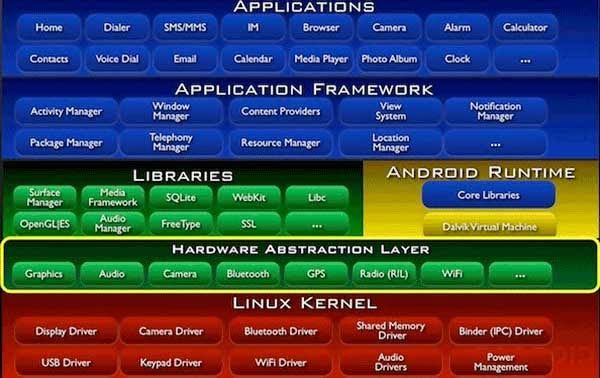 APPLICATIONS
Home Dialer SMS/MMS IM Browser Camera Alarm Calculator
Contacts Voice Dial Email Calendar Media Player Photo Album Clock ...
APPLICATION FRAMEWORK
Activity Manager Window Manager Content Providers View System Notification Manager
Package Manager Telephony Manager Resource Manager Location Manager ...
LIBRARIES
Surface Manager Media Framework SQLite WebKit Libc
OpenGL|ES Audio Manager FreeType SSL ...
ANDROID RUNTIME
Core Libraries
Dalvik Virtual Machine
HARDWARE ABSTRACTION LAYER
Graphics Audio Camera Bluetooth GPS Radio (RIL) WiFi ...
LINUX KERNEL
Display Driver Camera Driver Bluetooth Driver Shared Memory Driver Binder (IPC) Driver
USB Driver Keypad Driver WiFi Driver Audio Drivers Power Management